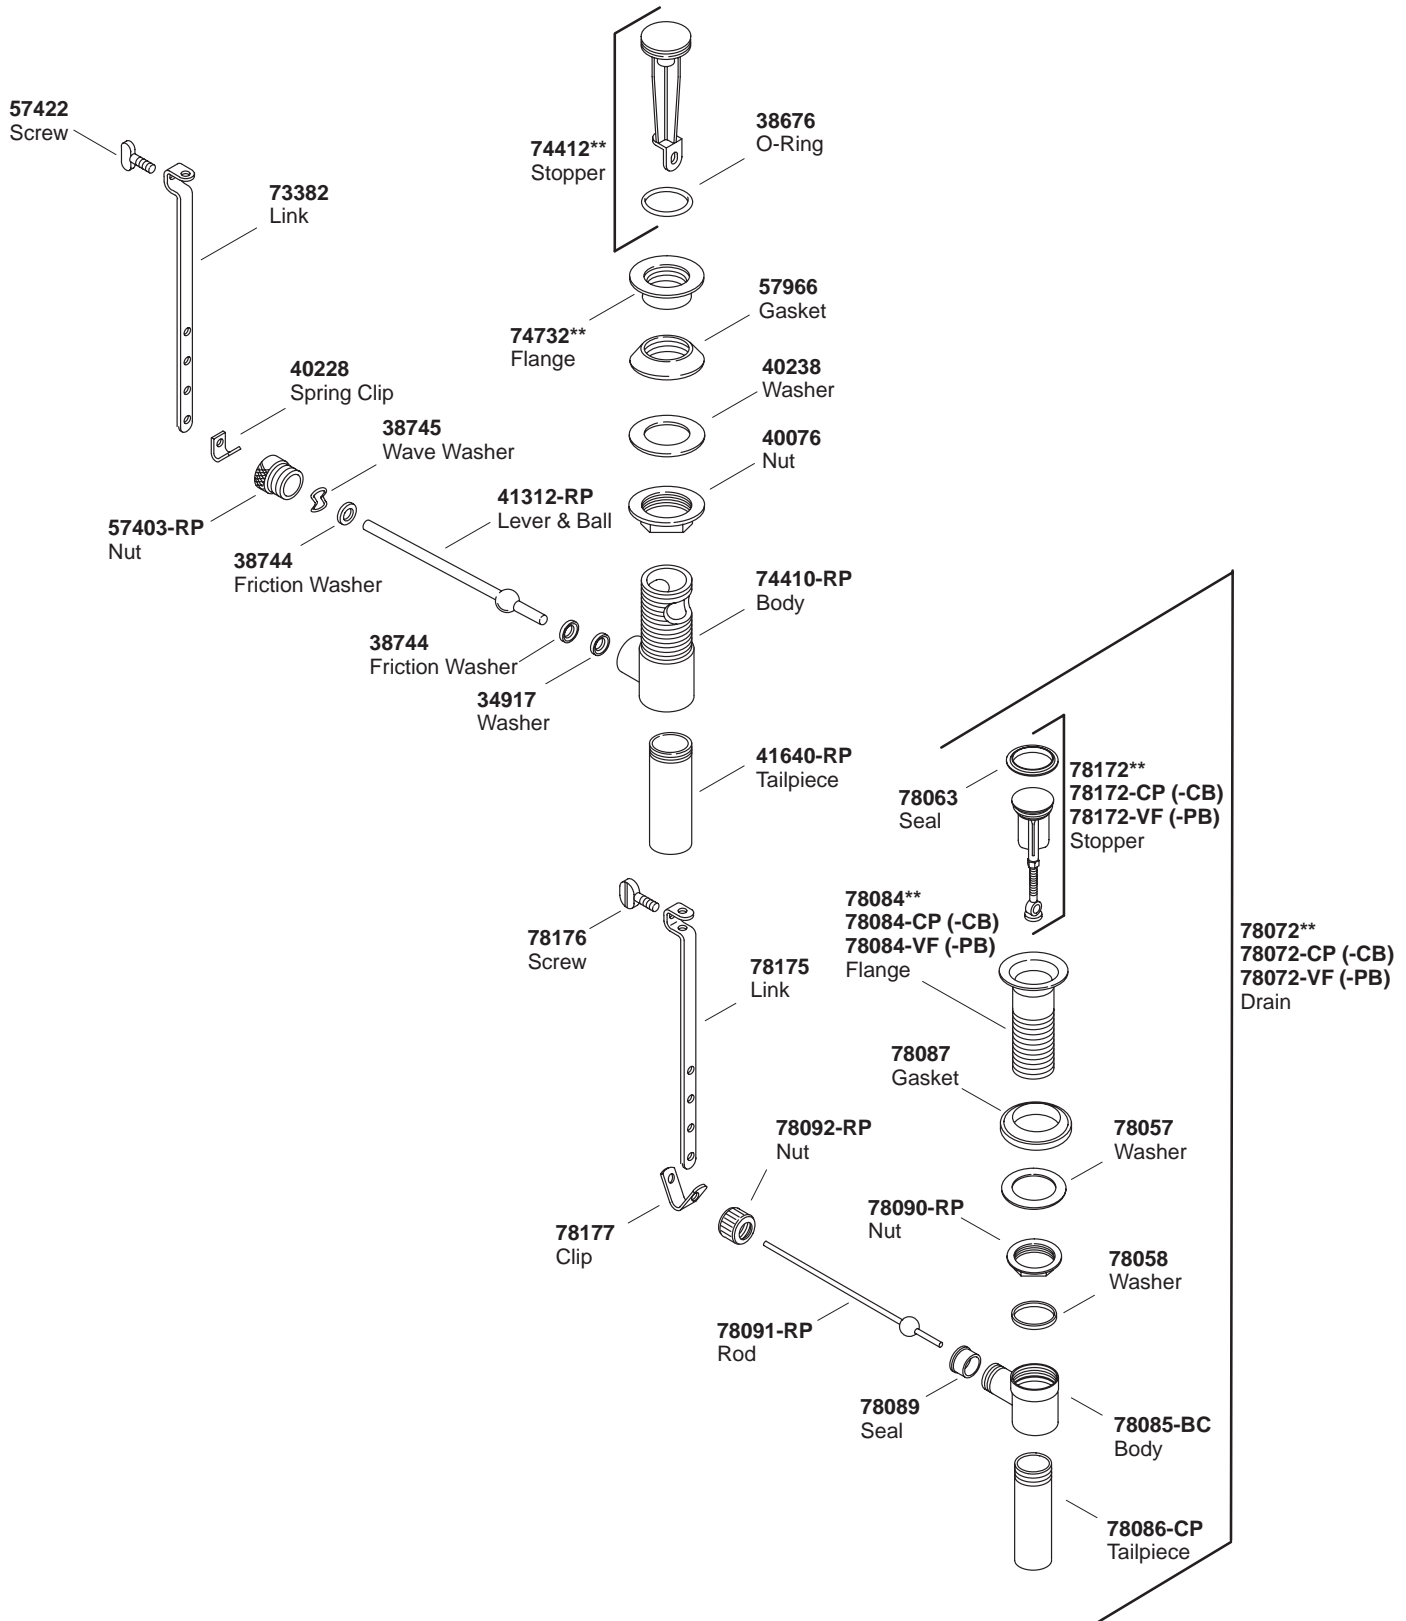 57422
Screw
73382
Link
74412**
Stopper
38676
O-Ring
57966
Gasket
74732**
Flange
40238
Washer
40228
Spring Clip
38745
Wave Washer
40076
Nut
41312-RP
Lever & Ball
57403-RP
Nut
38744
Friction Washer
74410-RP
Body
38744
Friction Washer
34917
Washer
41640-RP
Tailpiece
78063
Seal
78172**
78172-CP (-CB)
78172-VF (-PB)
Stopper
78176
Screw
78175
Link
78084**
78084-CP (-CB)
78084-VF (-PB)
Flange
78072**
78072-CP (-CB)
78072-VF (-PB)
Drain
78087
Gasket
78092-RP
Nut
78057
Washer
78177
Clip
78090-RP
Nut
78058
Washer
78091-RP
Rod
78089
Seal
78085-BC
Body
78086-CP
Tailpiece